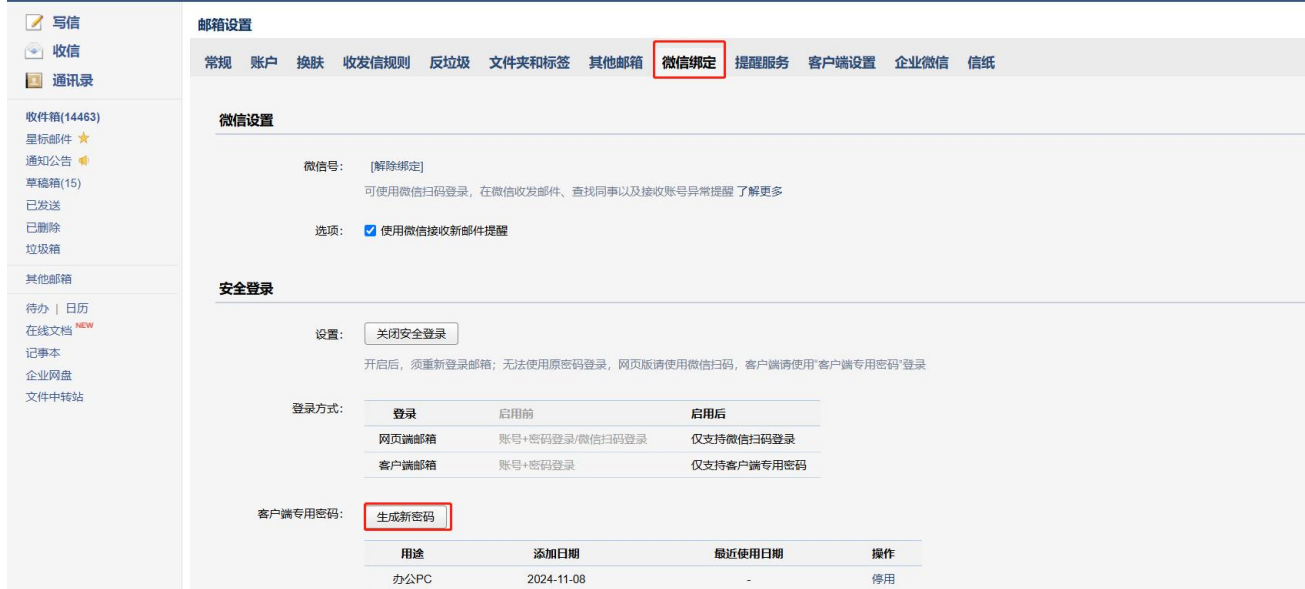 写信
收信
通讯录
收件箱(14463)
星标邮件
通知公告
草稿箱(15)
已发送
已删除
垃圾箱
其他邮箱
待办 | 日历
在线文档 NEW
记事本
企业网盘
文件中转站
邮箱设置
常规 账户 换肤 收发信规则 反垃圾 文件夹和标签 其他邮箱 微信绑定 提醒服务 客户端设置 企业微信 信纸
微信设置
微信号: [解除绑定]
可使用微信扫码登录，在微信收发邮件、查找同事以及接收账号异常提醒 了解更多
选项: 使用微信接收新邮件提醒
安全登录
设置: 关闭安全登录
开启后，须重新登录邮箱；无法使用原密码登录，网页版请使用微信扫码，客户端请使用"客户端专用密码"登录
登录方式: 登录 启用前 启用后
网页端邮箱 账号+密码登录/微信扫码登录 仅支持微信扫码登录
客户端邮箱 账号+密码登录 仅支持客户端专用密码
客户端专用密码: 生成新密码
用途 添加日期 最近使用日期 操作
办公PC 2024-11-08 - 停用